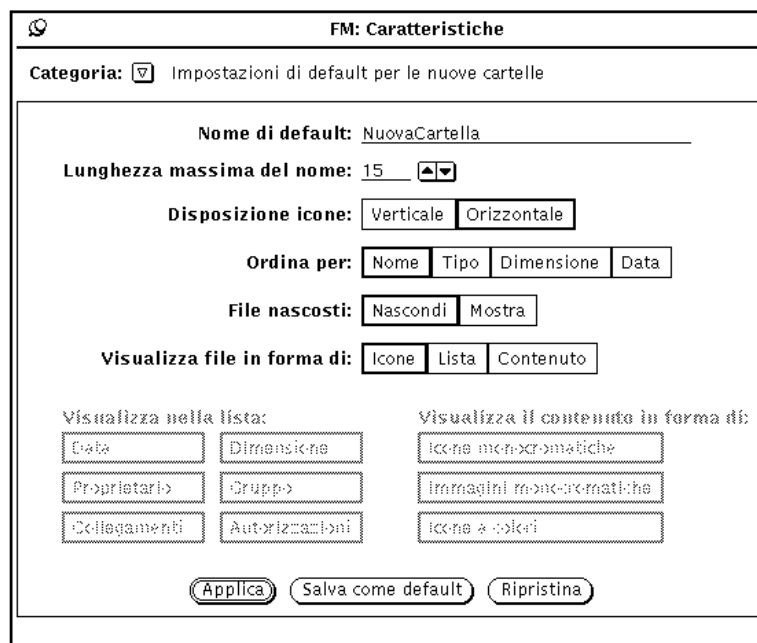 FM: Caratteristiche
Categoria: Impostazioni di default per le nuove cartelle
Nome di default: NuovaCartella
Lunghezza massima del nome: 15
Disposizione icone: Verticale Orizzontale
Ordina per: Nome Tipo Dimensione Data
File nascosti: Nascondi Mostra
Visualizza file in forma di: Icone Lista Contenuto
Visualizza nella lista: Visualizza il contenuto in forma di:
Data Dimensione Icone monocromatiche
Proprietario Gruppo Immagini monocromatiche
Collegamenti Autorizzazioni Icone a colori
Applica Salva come default Ripristina